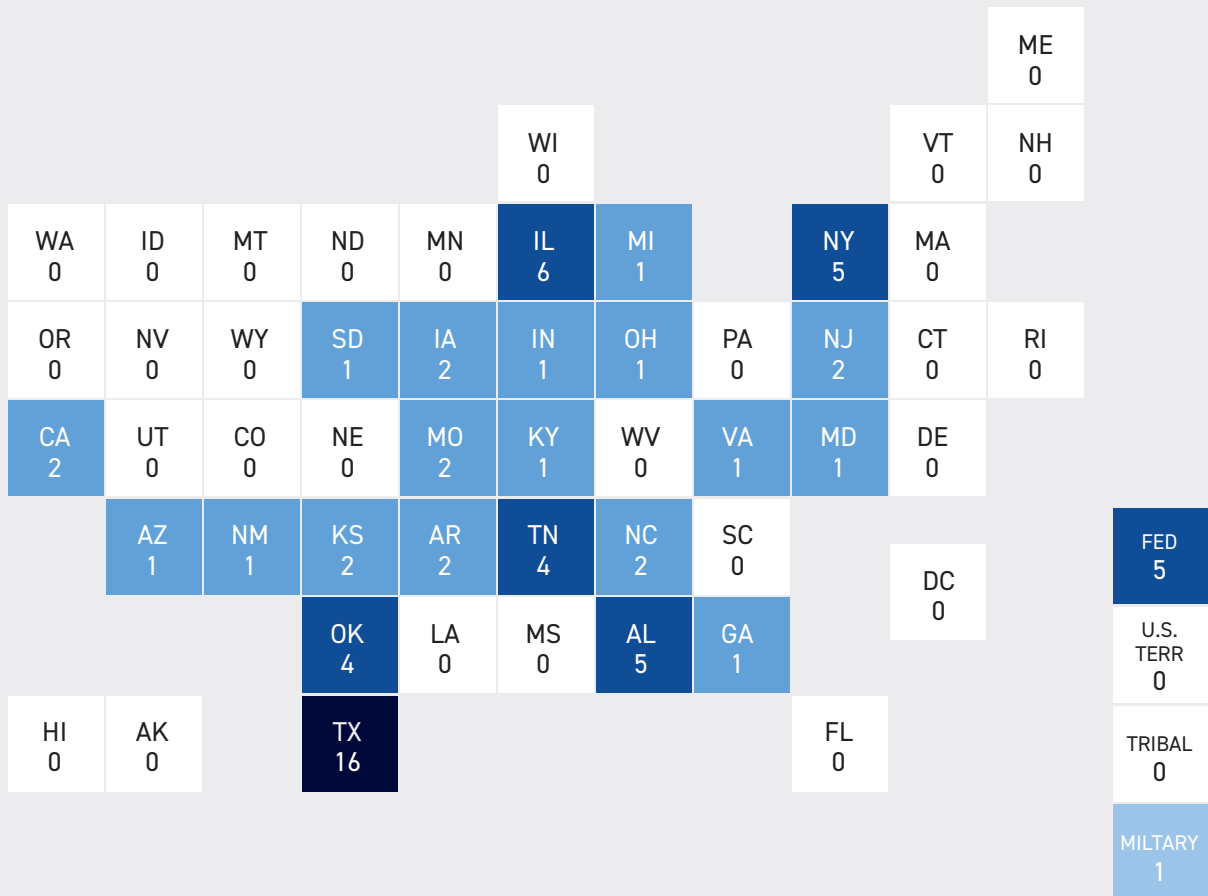 ME
0
WI
0
VT
0
NH
0
WA
0
ID
0
MT
0
ND
0
MN
0
IL
6
MI
1
NY
5
MA
0
OR
0
NV
0
WY
0
SD
1
IA
2
IN
1
OH
1
PA
0
NJ
2
CT
0
RI
0
CA
2
UT
0
CO
0
NE
0
MO
2
KY
1
WV
0
VA
1
MD
1
DE
0
AZ
1
NM
1
KS
2
AR
2
TN
4
NC
2
SC
0
DC
0
OK
4
LA
0
MS
0
AL
5
GA
1
HI
0
AK
0
TX
16
FL
0
FED
5
U.S.
TERR
0
TRIBAL
0
MILTARY
1